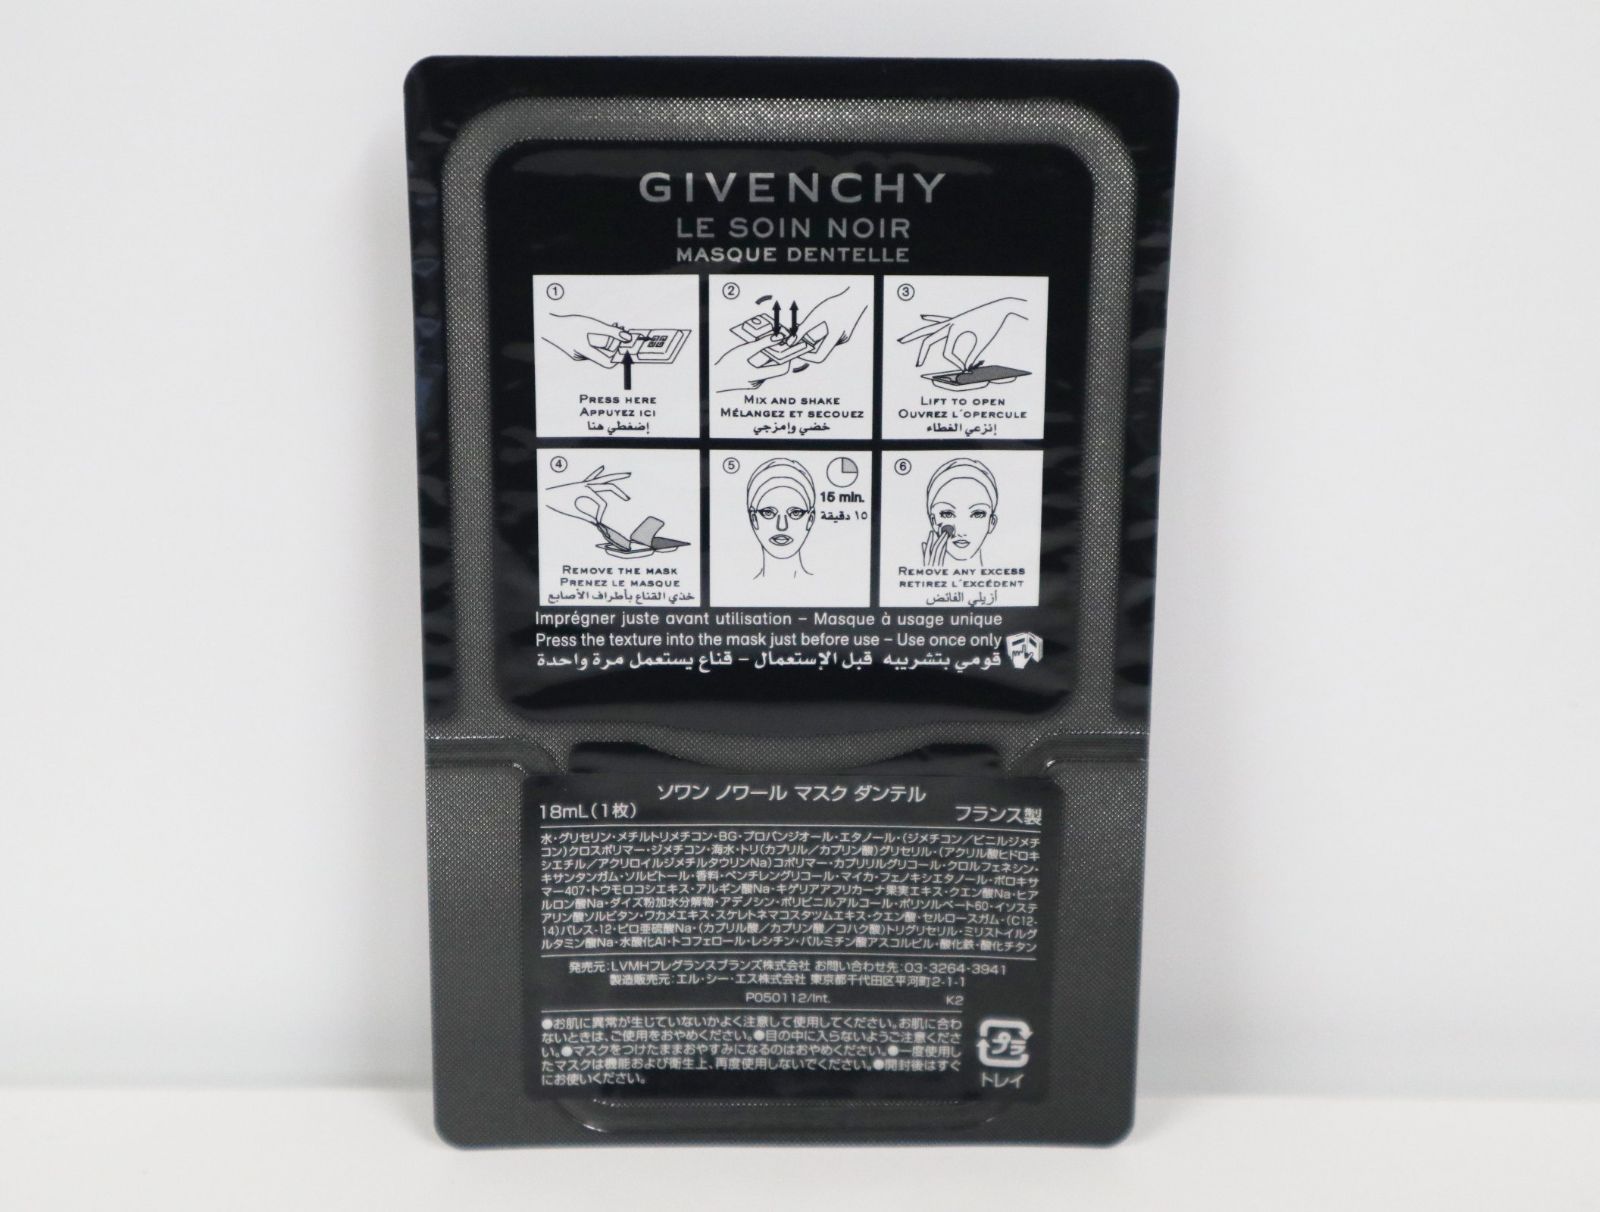 GIVENCHY
LE SOIN NOIR
MASQUE DENTELLE
①
PRESS HERE
APPUYEZ ICI
إضغطي هنا
②
MIX AND SHAKE
MÉLANGEZ ET SECOUEZ
خضي وإمزجي
③
LIFT TO OPEN
OUVREZ L'OPERCULE
إنزعي الغطاء
④
REMOVE THE MASK
PRENEZ LE MASQUE
خذي القناع بأطراف الأصابع
⑤
15 min.
١٥ دقيقة
⑥
REMOVE ANY EXCESS
RETIREZ L'EXCÉDENT
أزيلي الفائض
Imprégner juste avant utilisation – Masque à usage unique
Press the texture into the mask just before use – Use once only
قومي بتشريبه قبل الإستعمال – قناع يستعمل مرة واحدة
ソワン ノワール マスク ダンテル
18mL(1枚) フランス製
水・グリセリン・メチルトリメチコン・BG・プロパンジオール・エタノール・(ジメチコン/ビニルジメチ
コン)クロスポリマー・ジメチコン・海水・トリ(カプリル/カプリン酸)グリセリル・(アクリル酸ヒドロキ
シエチル/アクリロイルジメチルタウリンNa)コポリマー・カプリリルグリコール・クロルフェネシン・
キサンタンガム・ソルビトール・香料・ペンチレングリコール・マイカ・フェノキシエタノール・ポロキサ
マー407・トウモロコシエキス・アルギン酸Na・キゲリアアフリカーナ果実エキス・クエン酸Na・ヒア
ルロン酸Na・ダイズ粉加水分解物・アデノシン・ポリビニルアルコール・ポリソルベート60・イソステ
アリン酸ソルビタン・ワカメエキス・スケレトネマコスタツムエキス・クエン酸・セルロースガム・(C12-
14)パレス-12・ピロ亜硫酸Na・(カプリル酸/カプリン酸/コハク酸)トリグリセリル・ミリストイルグ
ルタミン酸Na・水酸化Al・トコフェロール・レシチン・パルミチン酸アスコルビル・酸化鉄・酸化チタン
発売元:LVMHフレグランスブランズ株式会社 お問い合わせ先:03-3264-3941
製造販売元:エル・シー・エス株式会社 東京都千代田区平河町2-1-1
P050112/Int. K2
●お肌に異常が生じていないかよく注意して使用してください。お肌に合わ
ないときは、ご使用をおやめください。●目の中に入らないようご注意くださ
い。●マスクをつけたままおやすみになるのはおやめください。●一度使用し
たマスクは機能および衛生上、再度使用しないでください。●開封後はすぐ
にお使いください。
プラ
トレイ